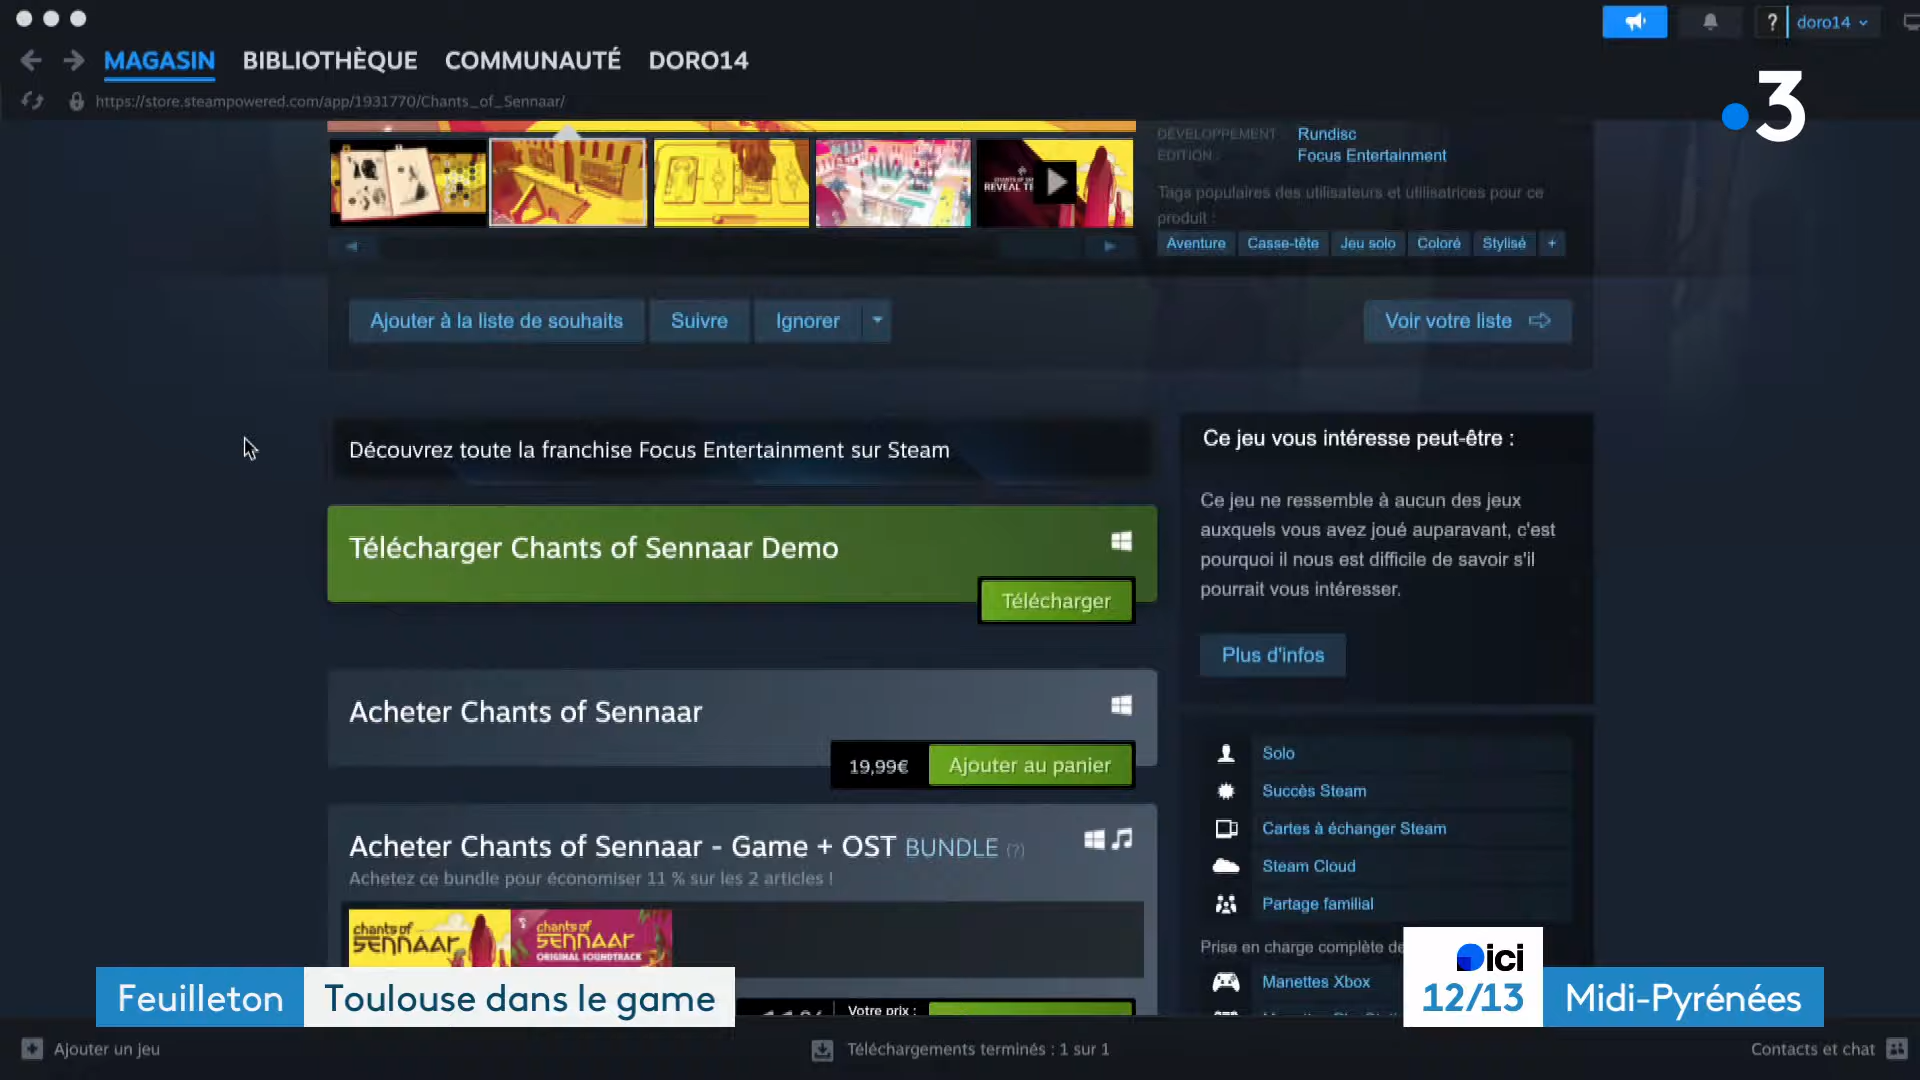 doro14
MAGASIN BIBLIOTHÈQUE COMMUNAUTÉ DORO14
https://store.steampowered.com/app/1931770/Chants_of_Sennaar/
3
DÉVELOPPEMENT Rundisc
ÉDITION : Focus Entertainment
REVEAL
Tags populaires des utilisateurs et utilisatrices pour ce
produit :
Aventure Casse-tête Jeu solo Coloré Stylisé +
Ajouter à la liste de souhaits Suivre Ignorer Voir votre liste
Découvrez toute la franchise Focus Entertainment sur Steam
Télécharger Chants of Sennaar Demo
Télécharger
Acheter Chants of Sennaar
19,99€ Ajouter au panier
Acheter Chants of Sennaar - Game + OST BUNDLE (?)
Achetez ce bundle pour économiser 11 % sur les 2 articles !
chants of
SENNAAR
chants of
SENNAAR
ORIGINAL SOUNDTRACK
Votre prix :
Ce jeu vous intéresse peut-être :
Ce jeu ne ressemble à aucun des jeux
auxquels vous avez joué auparavant, c'est
pourquoi il nous est difficile de savoir s'il
pourrait vous intéresser.
Plus d'infos
Solo
Succès Steam
Cartes à échanger Steam
Steam Cloud
Partage familial
Prise en charge complète de
Manettes Xbox
Feuilleton Toulouse dans le game
ici
12/13 Midi-Pyrénées
Ajouter un jeu Téléchargements terminés : 1 sur 1 Contacts et chat